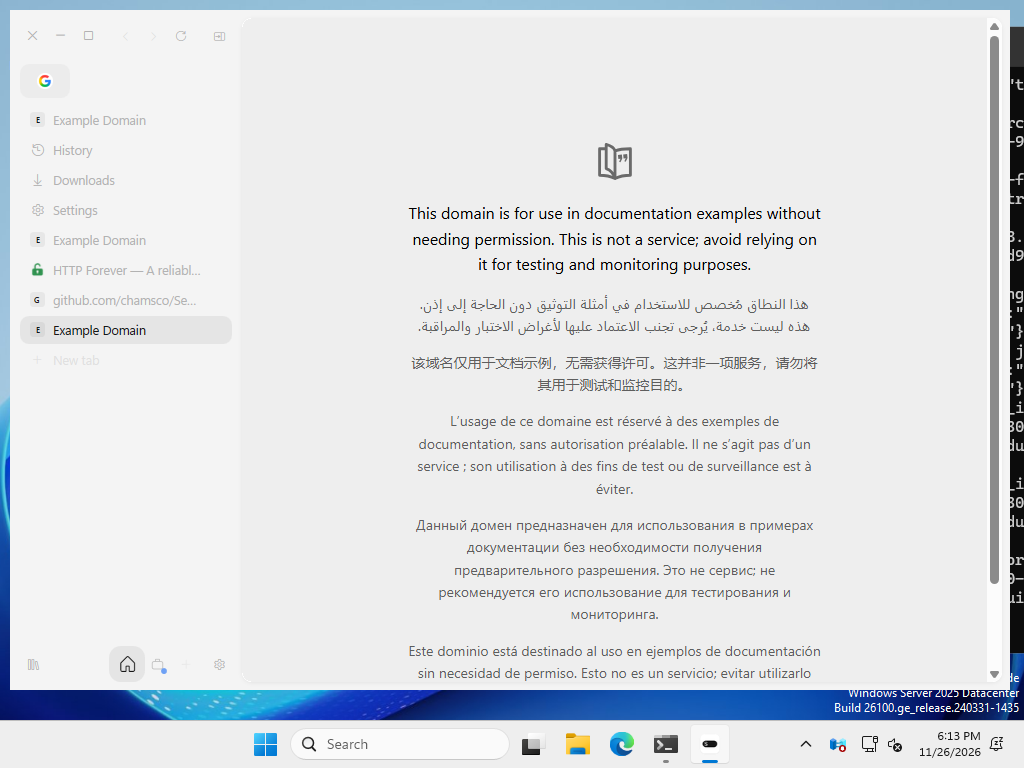 Example Domain
History
Downloads
Settings
Example Domain
HTTP Forever — A reliabl...
github.com/chamsco/Se...
Example Domain
New tab
This domain is for use in documentation examples without
needing permission. This is not a service; avoid relying on
it for testing and monitoring purposes.
هذا النطاق مُخصص للاستخدام في أمثلة التوثيق دون الحاجة إلى إذن.
هذه ليست خدمة، يُرجى تجنب الاعتماد عليها لأغراض الاختبار والمراقبة.
该域名仅用于文档示例，无需获得许可。这并非一项服务，请勿将
其用于测试和监控目的。
L’usage de ce domaine est réservé à des exemples de
documentation, sans autorisation préalable. Il ne s’agit pas d’un
service ; son utilisation à des fins de test ou de surveillance est à
éviter.
Данный домен предназначен для использования в примерах
документации без необходимости получения
предварительного разрешения. Это не сервис; не
рекомендуется его использование для тестирования и
мониторинга.
Este dominio está destinado al uso en ejemplos de documentación
sin necesidad de permiso. Esto no es un servicio; evitar utilizarlo
Windows Server 2025 Datacenter
Build 26100.ge_release.240331-1435
Search
6:13 PM
11/26/2026